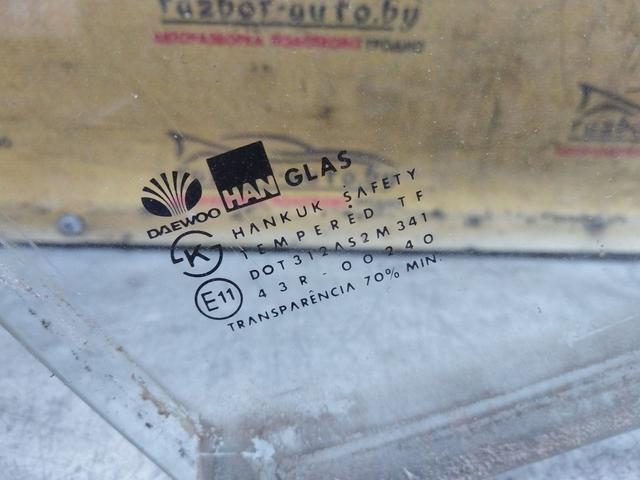 razbor-auto.by
АВТОРАЗБОРКА ПОЛОТКОВО ГРОДНО
DAEWOO
HAN GLAS
HANKUK SAFETY
TEMPERED TF
DOT312AS2M341
K
E11
43R-00240
TRANSPARÊNCIA 70% MIN.